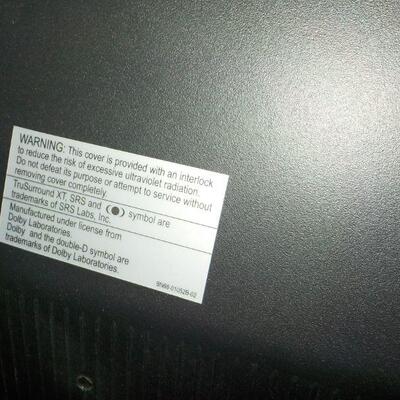 WARNING: This cover is provided with an interlock
to reduce the risk of excessive ultraviolet radiation.
Do not defeat its purpose or attempt to service without
removing cover completely.
TruSurround XT, SRS and (●) symbol are
trademarks of SRS Labs, Inc.
Manufactured under license from
Dolby Laboratories.
Dolby and the double-D symbol are
trademarks of Dolby Laboratories.
BN68-01052B-02